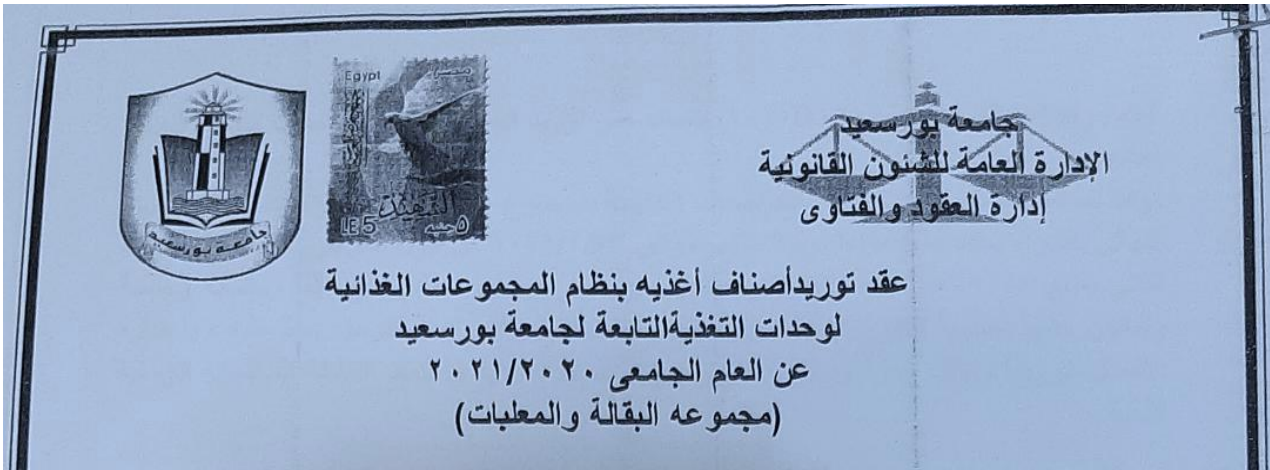 جامعة بورسعيد
الإدارة العامة للشئون القانونية
إدارة العقود والفتاوى
Egypt مصر
LE5 ٥ جنيه
جامعة بورسعيد
عقد توريدأصناف أغذيه بنظام المجموعات الغذائية
لوحدات التغذيةالتابعة لجامعة بورسعيد
عن العام الجامعى ٢٠٢١/٢٠٢٠
(مجموعه البقالة والمعلبات)